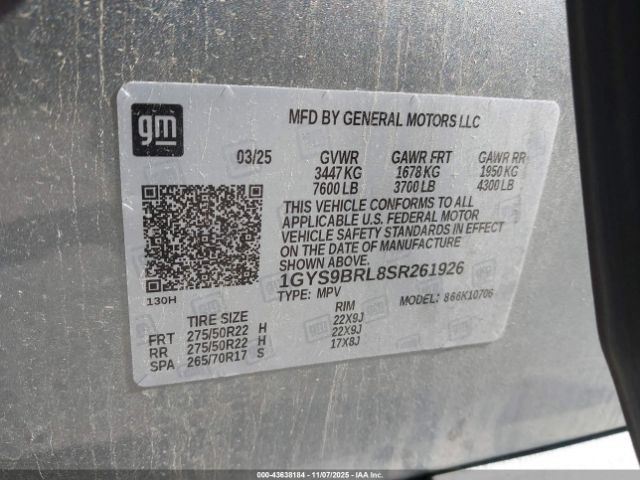 gm
MFD BY GENERAL MOTORS LLC
03/25 GVWR GAWR FRT GAWR RR
3447 KG 1678 KG 1950 KG
7600 LB 3700 LB 4300 LB
THIS VEHICLE CONFORMS TO ALL
APPLICABLE U.S. FEDERAL MOTOR
VEHICLE SAFETY STANDARDS IN EFFECT
ON THE DATE OF MANUFACTURE
SHOWN ABOVE.
1GYS9BRL8SR261926
TYPE: MPV MODEL: 866K10706
130H
TIRE SIZE RIM
FRT 275/50R22 H 22X9J
RR 275/50R22 H 22X9J
SPA 265/70R17 S 17X8J
000-43638184 - 11/07/2025 - IAAI.COM